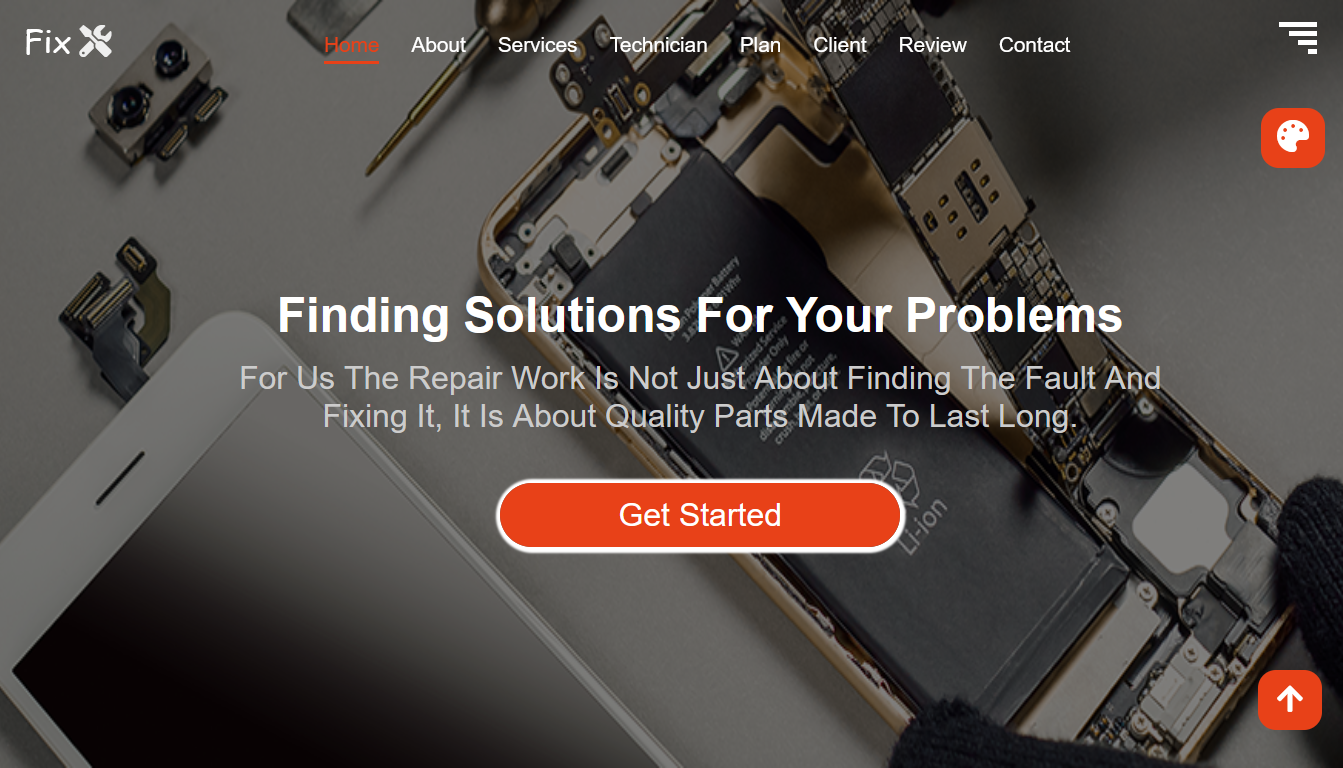 Fix
Home About Services Technician Plan Client Review Contact
Finding Solutions For Your Problems
For Us The Repair Work Is Not Just About Finding The Fault And
Fixing It, It Is About Quality Parts Made To Last Long.
Get Started
Li-ion